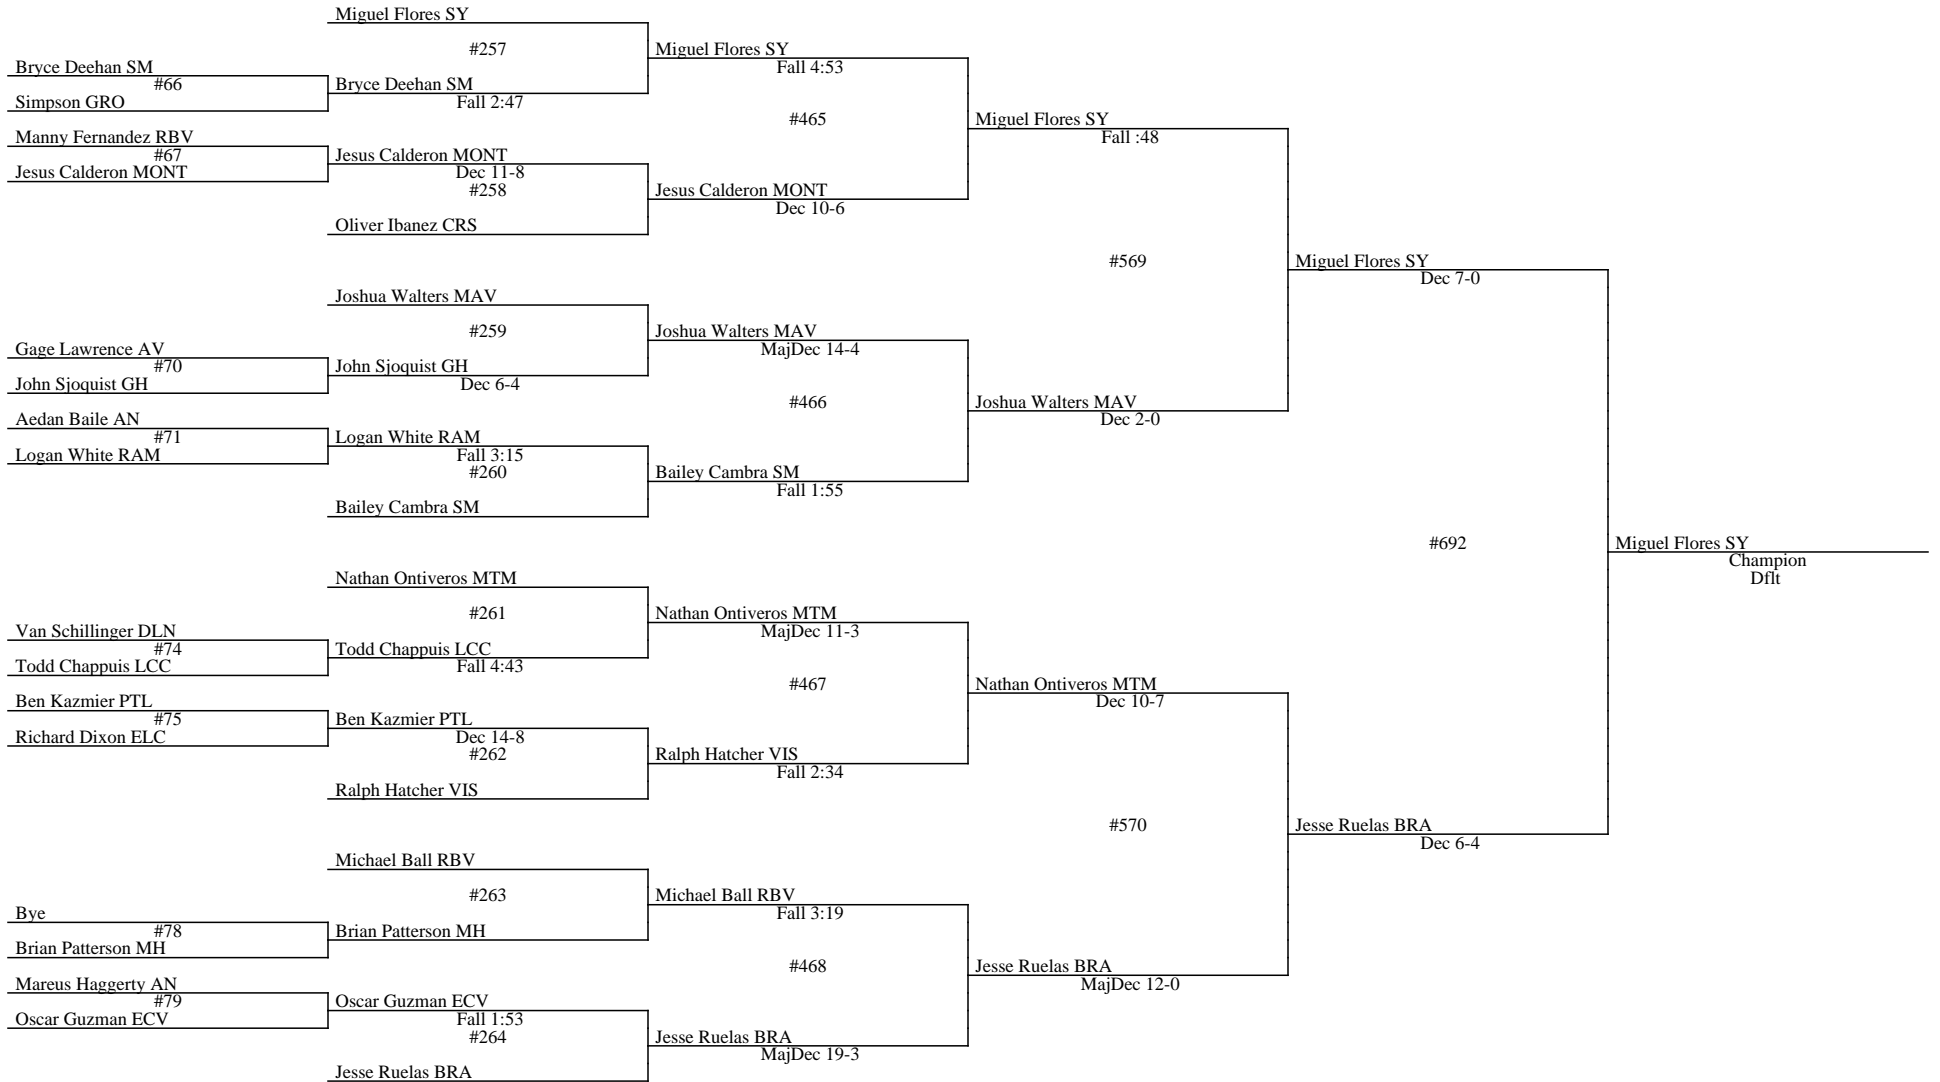 Miguel Flores SY
#257
Miguel Flores SY
Fall 4:53
Bryce Deehan SM
#66
Simpson GRO
Bryce Deehan SM
Fall 2:47
#465
Miguel Flores SY
Fall :48
Manny Fernandez RBV
#67
Jesus Calderon MONT
Jesus Calderon MONT
Dec 11-8
#258
Jesus Calderon MONT
Dec 10-6
Oliver Ibanez CRS
#569
Miguel Flores SY
Dec 7-0
Joshua Walters MAV
#259
Joshua Walters MAV
MajDec 14-4
Gage Lawrence AV
#70
John Sjoquist GH
John Sjoquist GH
Dec 6-4
#466
Joshua Walters MAV
Dec 2-0
Aedan Baile AN
#71
Logan White RAM
Logan White RAM
Fall 3:15
#260
Bailey Cambra SM
Fall 1:55
Bailey Cambra SM
#692
Miguel Flores SY
Champion
Dflt
Nathan Ontiveros MTM
#261
Nathan Ontiveros MTM
MajDec 11-3
Van Schillinger DLN
#74
Todd Chappuis LCC
Todd Chappuis LCC
Fall 4:43
#467
Nathan Ontiveros MTM
Dec 10-7
Ben Kazmier PTL
#75
Richard Dixon ELC
Ben Kazmier PTL
Dec 14-8
#262
Ralph Hatcher VIS
Fall 2:34
Ralph Hatcher VIS
#570
Jesse Ruelas BRA
Dec 6-4
Michael Ball RBV
#263
Michael Ball RBV
Fall 3:19
Bye
#78
Brian Patterson MH
Brian Patterson MH
#468
Jesse Ruelas BRA
MajDec 12-0
Mareus Haggerty AN
#79
Oscar Guzman ECV
Oscar Guzman ECV
Fall 1:53
#264
Jesse Ruelas BRA
MajDec 19-3
Jesse Ruelas BRA